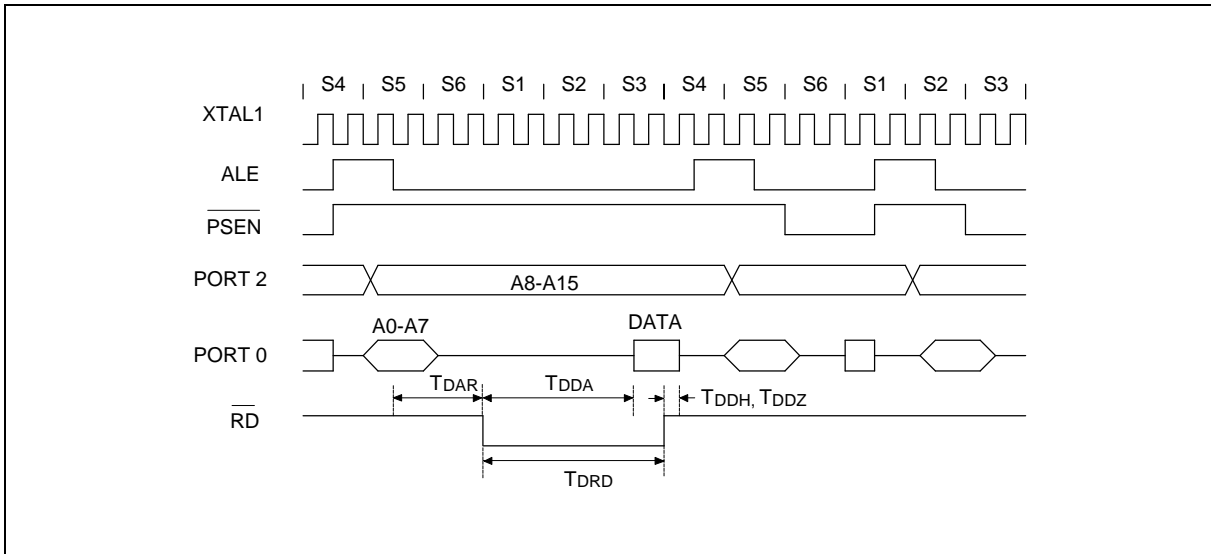 S4 S5 S6 S1 S2 S3 S4 S5 S6 S1 S2 S3
XTAL1
ALE
PSEN
PORT 2
A8-A15
A0-A7
DATA
PORT 0
TDAR
TDDA
TDDH, TDDZ
RD
TDRD